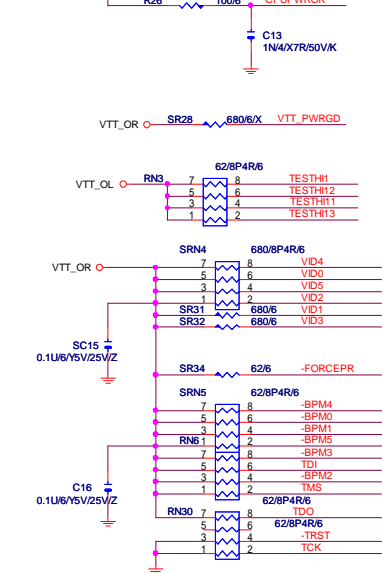 R26 100/6 CPUPWROK
C13
1N/4/X7R/50V/K
VTT_OR SR28 680/6/X VTT_PWRGD
62/8P4R/6
VTT_OL RN3 7 8 TESTHI1
5 6 TESTHI12
3 4 TESTHI11
1 2 TESTHI13
SRN4 680/8P4R/6
VTT_OR 7 8 VID4
5 6 VID0
3 4 VID5
1 2 VID2
SR31 680/6 VID1
SR32 680/6 VID3
SC15
0.1U/6/Y5V/25V/Z
SR34 62/6 -FORCEPR
SRN5 62/8P4R/6
7 8 -BPM4
5 6 -BPM0
3 4 -BPM1
RN6 1 2 -BPM5
7 8 -BPM3
5 6 TDI
3 4 -BPM2
1 2 TMS
C16
0.1U/6/Y5V/25V/Z
62/8P4R/6
RN30 7 8 TDO
5 6 62/8P4R/6
3 4 -TRST
1 2 TCK